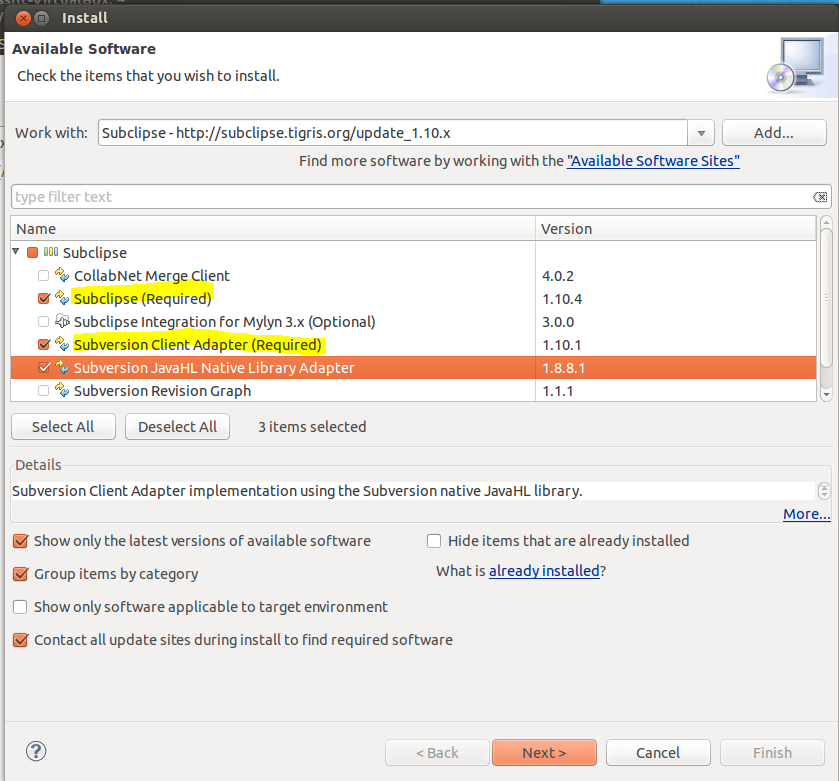 Install
Available Software
Check the items that you wish to install.
Work with: Subclipse - http://subclipse.tigris.org/update_1.10.x Add...
Find more software by working with the "Available Software Sites"
type filter text
Name Version
Subclipse
CollabNet Merge Client 4.0.2
Subclipse (Required) 1.10.4
Subclipse Integration for Mylyn 3.x (Optional) 3.0.0
Subversion Client Adapter (Required) 1.10.1
Subversion JavaHL Native Library Adapter 1.8.8.1
Subversion Revision Graph 1.1.1
Select All Deselect All 3 items selected
Details
Subversion Client Adapter implementation using the Subversion native JavaHL library.
More...
Show only the latest versions of available software Hide items that are already installed
Group items by category What is already installed?
Show only software applicable to target environment
Contact all update sites during install to find required software
? < Back Next > Cancel Finish